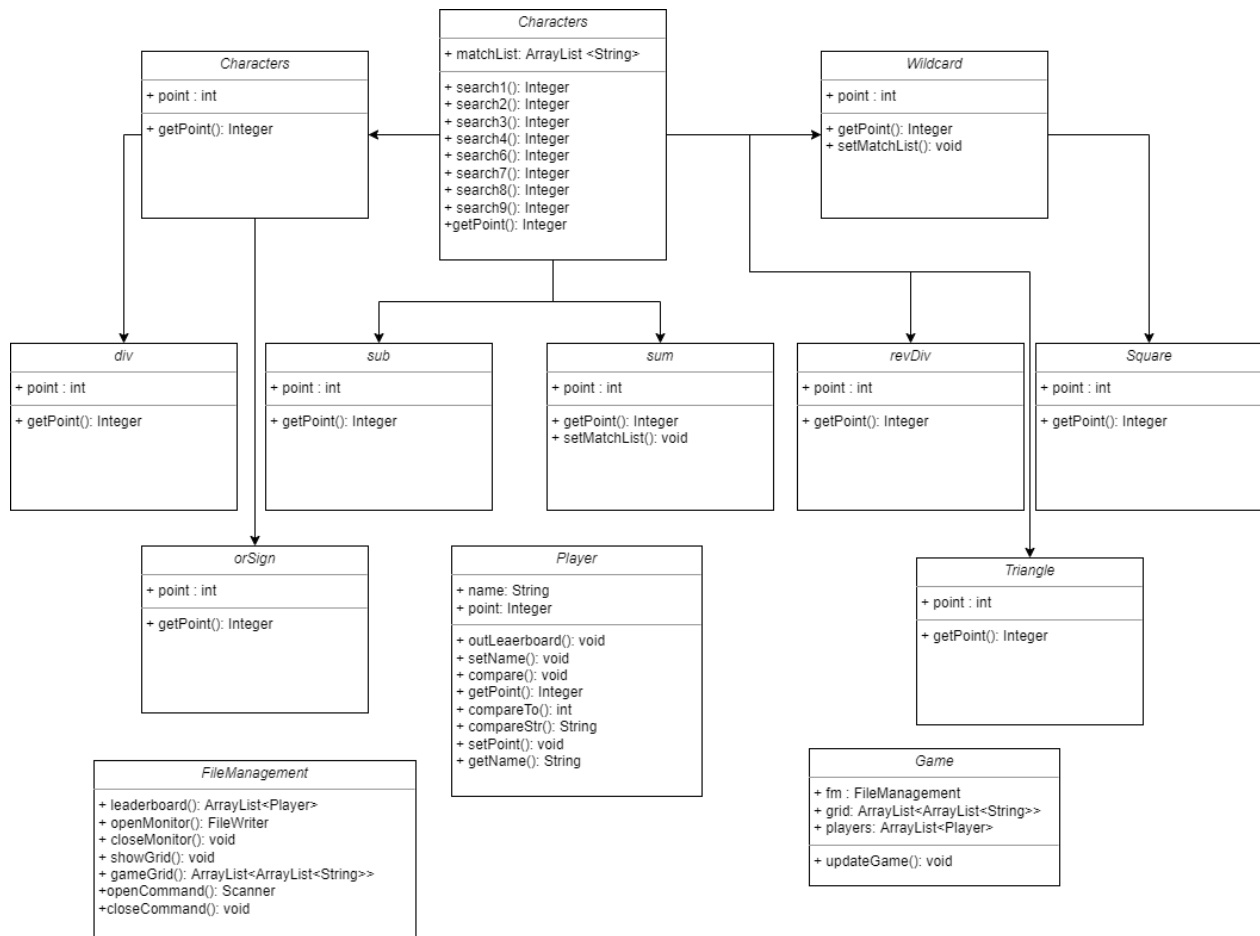 Characters
+ matchList: ArrayList <String>
+ search1(): Integer
+ search2(): Integer
+ search3(): Integer
+ search4(): Integer
+ search6(): Integer
+ search7(): Integer
+ search8(): Integer
+ search9(): Integer
+getPoint(): Integer
Characters
+ point : int
+ getPoint(): Integer
Wildcard
+ point : int
+ getPoint(): Integer
+ setMatchList(): void
div
+ point : int
+ getPoint(): Integer
sub
+ point : int
+ getPoint(): Integer
sum
+ point : int
+ getPoint(): Integer
+ setMatchList(): void
revDiv
+ point : int
+ getPoint(): Integer
Square
+ point : int
+ getPoint(): Integer
orSign
+ point : int
+ getPoint(): Integer
Player
+ name: String
+ point: Integer
+ outLeaerboard(): void
+ setName(): void
+ compare(): void
+ getPoint(): Integer
+ compareTo(): int
+ compareStr(): String
+ setPoint(): void
+ getName(): String
Triangle
+ point : int
+ getPoint(): Integer
FileManagement
+ leaderboard(): ArrayList<Player>
+ openMonitor(): FileWriter
+ closeMonitor(): void
+ showGrid(): void
+ gameGrid(): ArrayList<ArrayList<String>>
+openCommand(): Scanner
+closeCommand(): void
Game
+ fm : FileManagement
+ grid: ArrayList<ArrayList<String>>
+ players: ArrayList<Player>
+ updateGame(): void